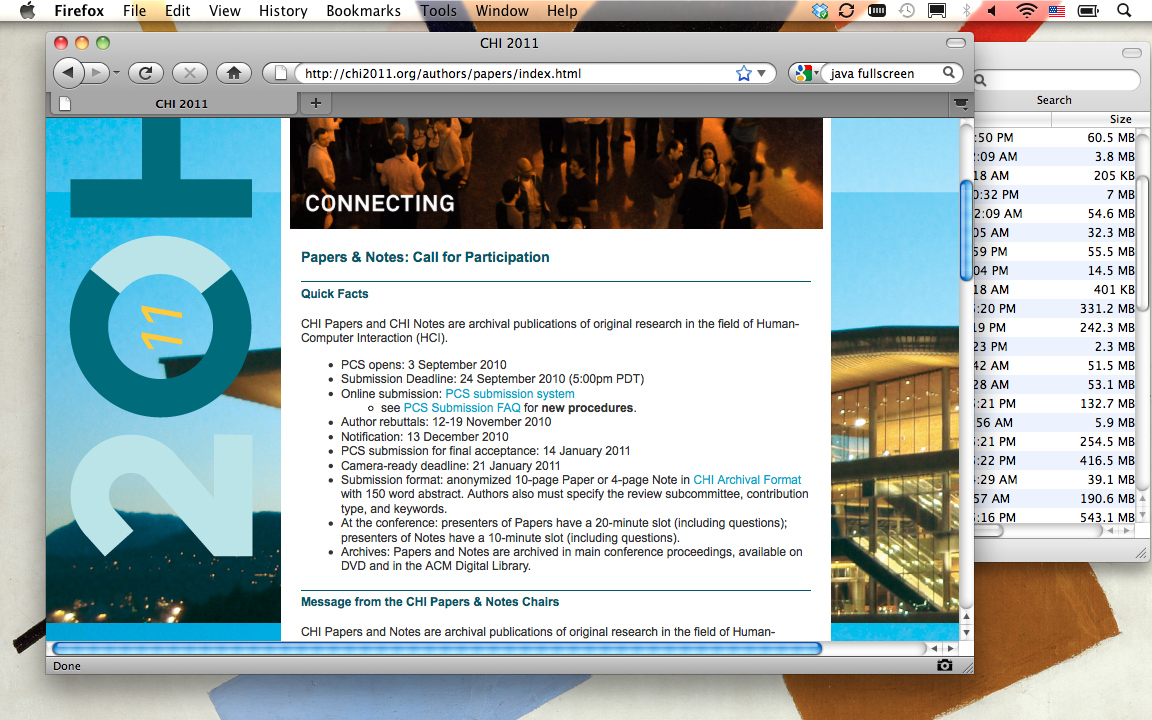 Firefox File Edit View History Bookmarks Tools Window Help
CHI 2011
http://chi2011.org/authors/papers/index.html
java fullscreen
CHI 2011
Search
Size
:50 PM 60.5 MB
:09 AM 3.8 MB
:18 AM 205 KB
0:32 PM 7 MB
2:09 AM 54.6 MB
:05 AM 32.3 MB
:59 PM 55.5 MB
:04 PM 14.5 MB
:18 AM 401 KB
:20 PM 331.2 MB
:19 PM 242.3 MB
:23 PM 2.3 MB
:42 AM 51.5 MB
:28 AM 53.1 MB
:21 PM 132.7 MB
:56 AM 5.9 MB
:21 PM 254.5 MB
:22 PM 416.5 MB
:29 AM 39.1 MB
:57 AM 190.6 MB
:16 PM 543.1 MB
2011
CONNECTING
Papers & Notes: Call for Participation
Quick Facts
CHI Papers and CHI Notes are archival publications of original research in the field of Human-
Computer Interaction (HCI).
PCS opens: 3 September 2010
Submission Deadline: 24 September 2010 (5:00pm PDT)
Online submission: PCS submission system
see PCS Submission FAQ for new procedures.
Author rebuttals: 12-19 November 2010
Notification: 13 December 2010
PCS submission for final acceptance: 14 January 2011
Camera-ready deadline: 21 January 2011
Submission format: anonymized 10-page Paper or 4-page Note in CHI Archival Format
with 150 word abstract. Authors also must specify the review subcommittee, contribution
type, and keywords.
At the conference: presenters of Papers have a 20-minute slot (including questions);
presenters of Notes have a 10-minute slot (including questions).
Archives: Papers and Notes are archived in main conference proceedings, available on
DVD and in the ACM Digital Library.
Message from the CHI Papers & Notes Chairs
CHI Papers and Notes are archival publications of original research in the field of Human-
Done